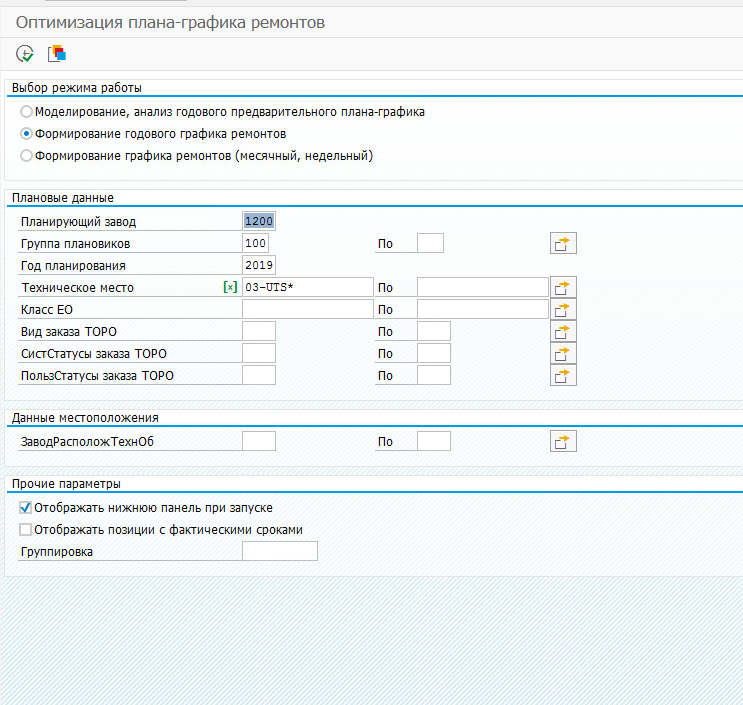 Оптимизация плана-графика ремонтов
Выбор режима работы
Моделирование, анализ годового предварительного плана-графика
Формирование годового графика ремонтов
Формирование графика ремонтов (месячный, недельный)
Плановые данные
Планирующий завод 1200
Группа плановиков 100 По
Год планирования 2019
Техническое место 03-UTS* По
Класс ЕО По
Вид заказа ТОРО По
СистСтатусы заказа ТОРО По
ПользСтатусы заказа ТОРО По
Данные местоположения
ЗаводРасположТехнОб По
Прочие параметры
Отображать нижнюю панель при запуске
Отображать позиции с фактическими сроками
Группировка